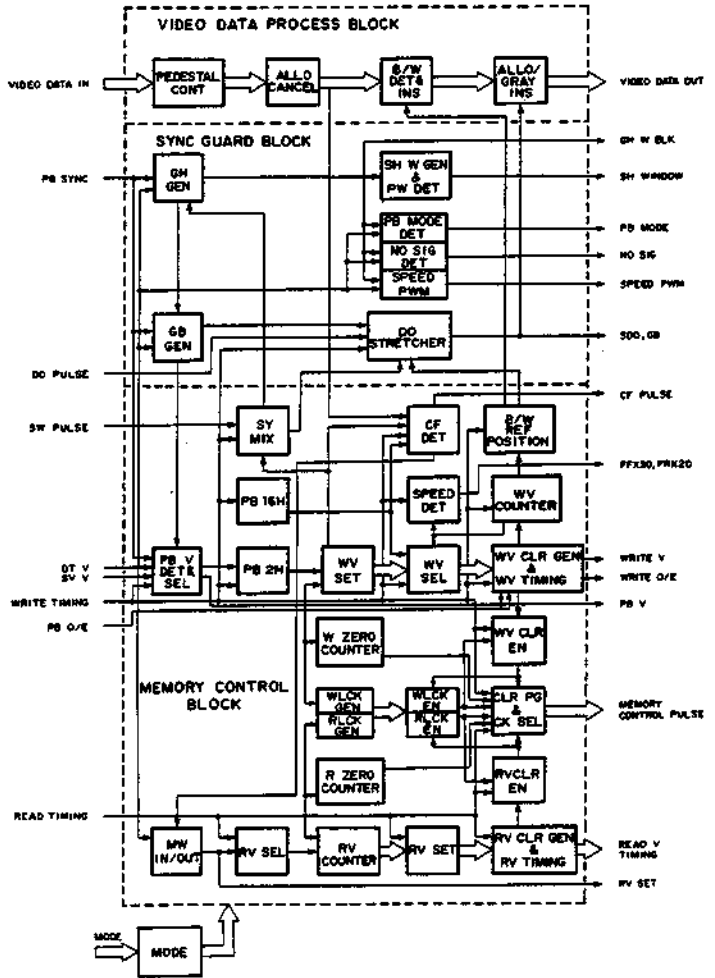 VIDEO DATA PROCESS BLOCK
VIDEO DATA IN
PEDESTAL
CONT
ALLO
CANCEL
B/W
DET &
INS
ALLO/
GRAY
INS
VIDEO DATA OUT
SYNC GUARD BLOCK
GH W BLK
PB SYNC
GH
GEN
SH W GEN
&
PW DET
SH WINDOW
PB MODE
DET
PB MODE
NO SIG
DET
NO SIG
SPEED
PWM
SPEED PWM
GB
GEN
DO
STRETCHER
SDO, GB
DO PULSE
CF PULSE
SW PULSE
SY
MIX
CF
DET
B/W REF
POSITION
PB 16H
SPEED
DET
WV
COUNTER
DT V
SV V
PB V
DET &
SEL
PB 2H
WV
SET
WV
SEL
WV CLR GEN
&
WV TIMING
WRITE V
WRITE O/E
WRITE TIMING
PB V
PB O/E
W ZERO
COUNTER
WV CLR
EN
MEMORY CONTROL
BLOCK
WLCK
GEN
RLCK
GEN
WLCK
EN
RLCK
EN
CLR PG
&
CK SEL
MEMORY
CONTROL PULSE
R ZERO
COUNTER
RVCLR
EN
READ TIMING
MW
IN/OUT
RV SEL
RV
COUNTER
RV SET
RV CLR GEN
&
RV TIMING
READ V
TIMING
RV SET
MODE
MODE